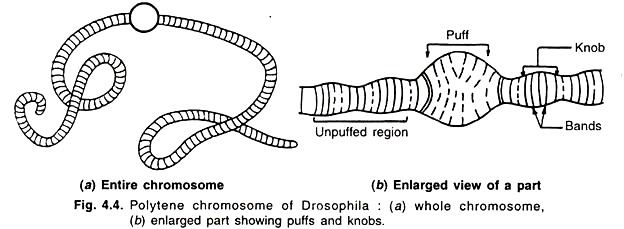 Puff
Knob
Unpuffed region
Bands
(a) Entire chromosome
(b) Enlarged view of a part
Fig. 4.4. Polytene chromosome of Drosophila : (a) whole chromosome,
(b) enlarged part showing puffs and knobs.